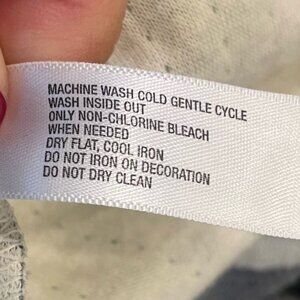 MACHINE WASH COLD GENTLE CYCLE
WASH INSIDE OUT
ONLY NON-CHLORINE BLEACH
WHEN NEEDED
DRY FLAT, COOL IRON
DO NOT IRON ON DECORATION
DO NOT DRY CLEAN